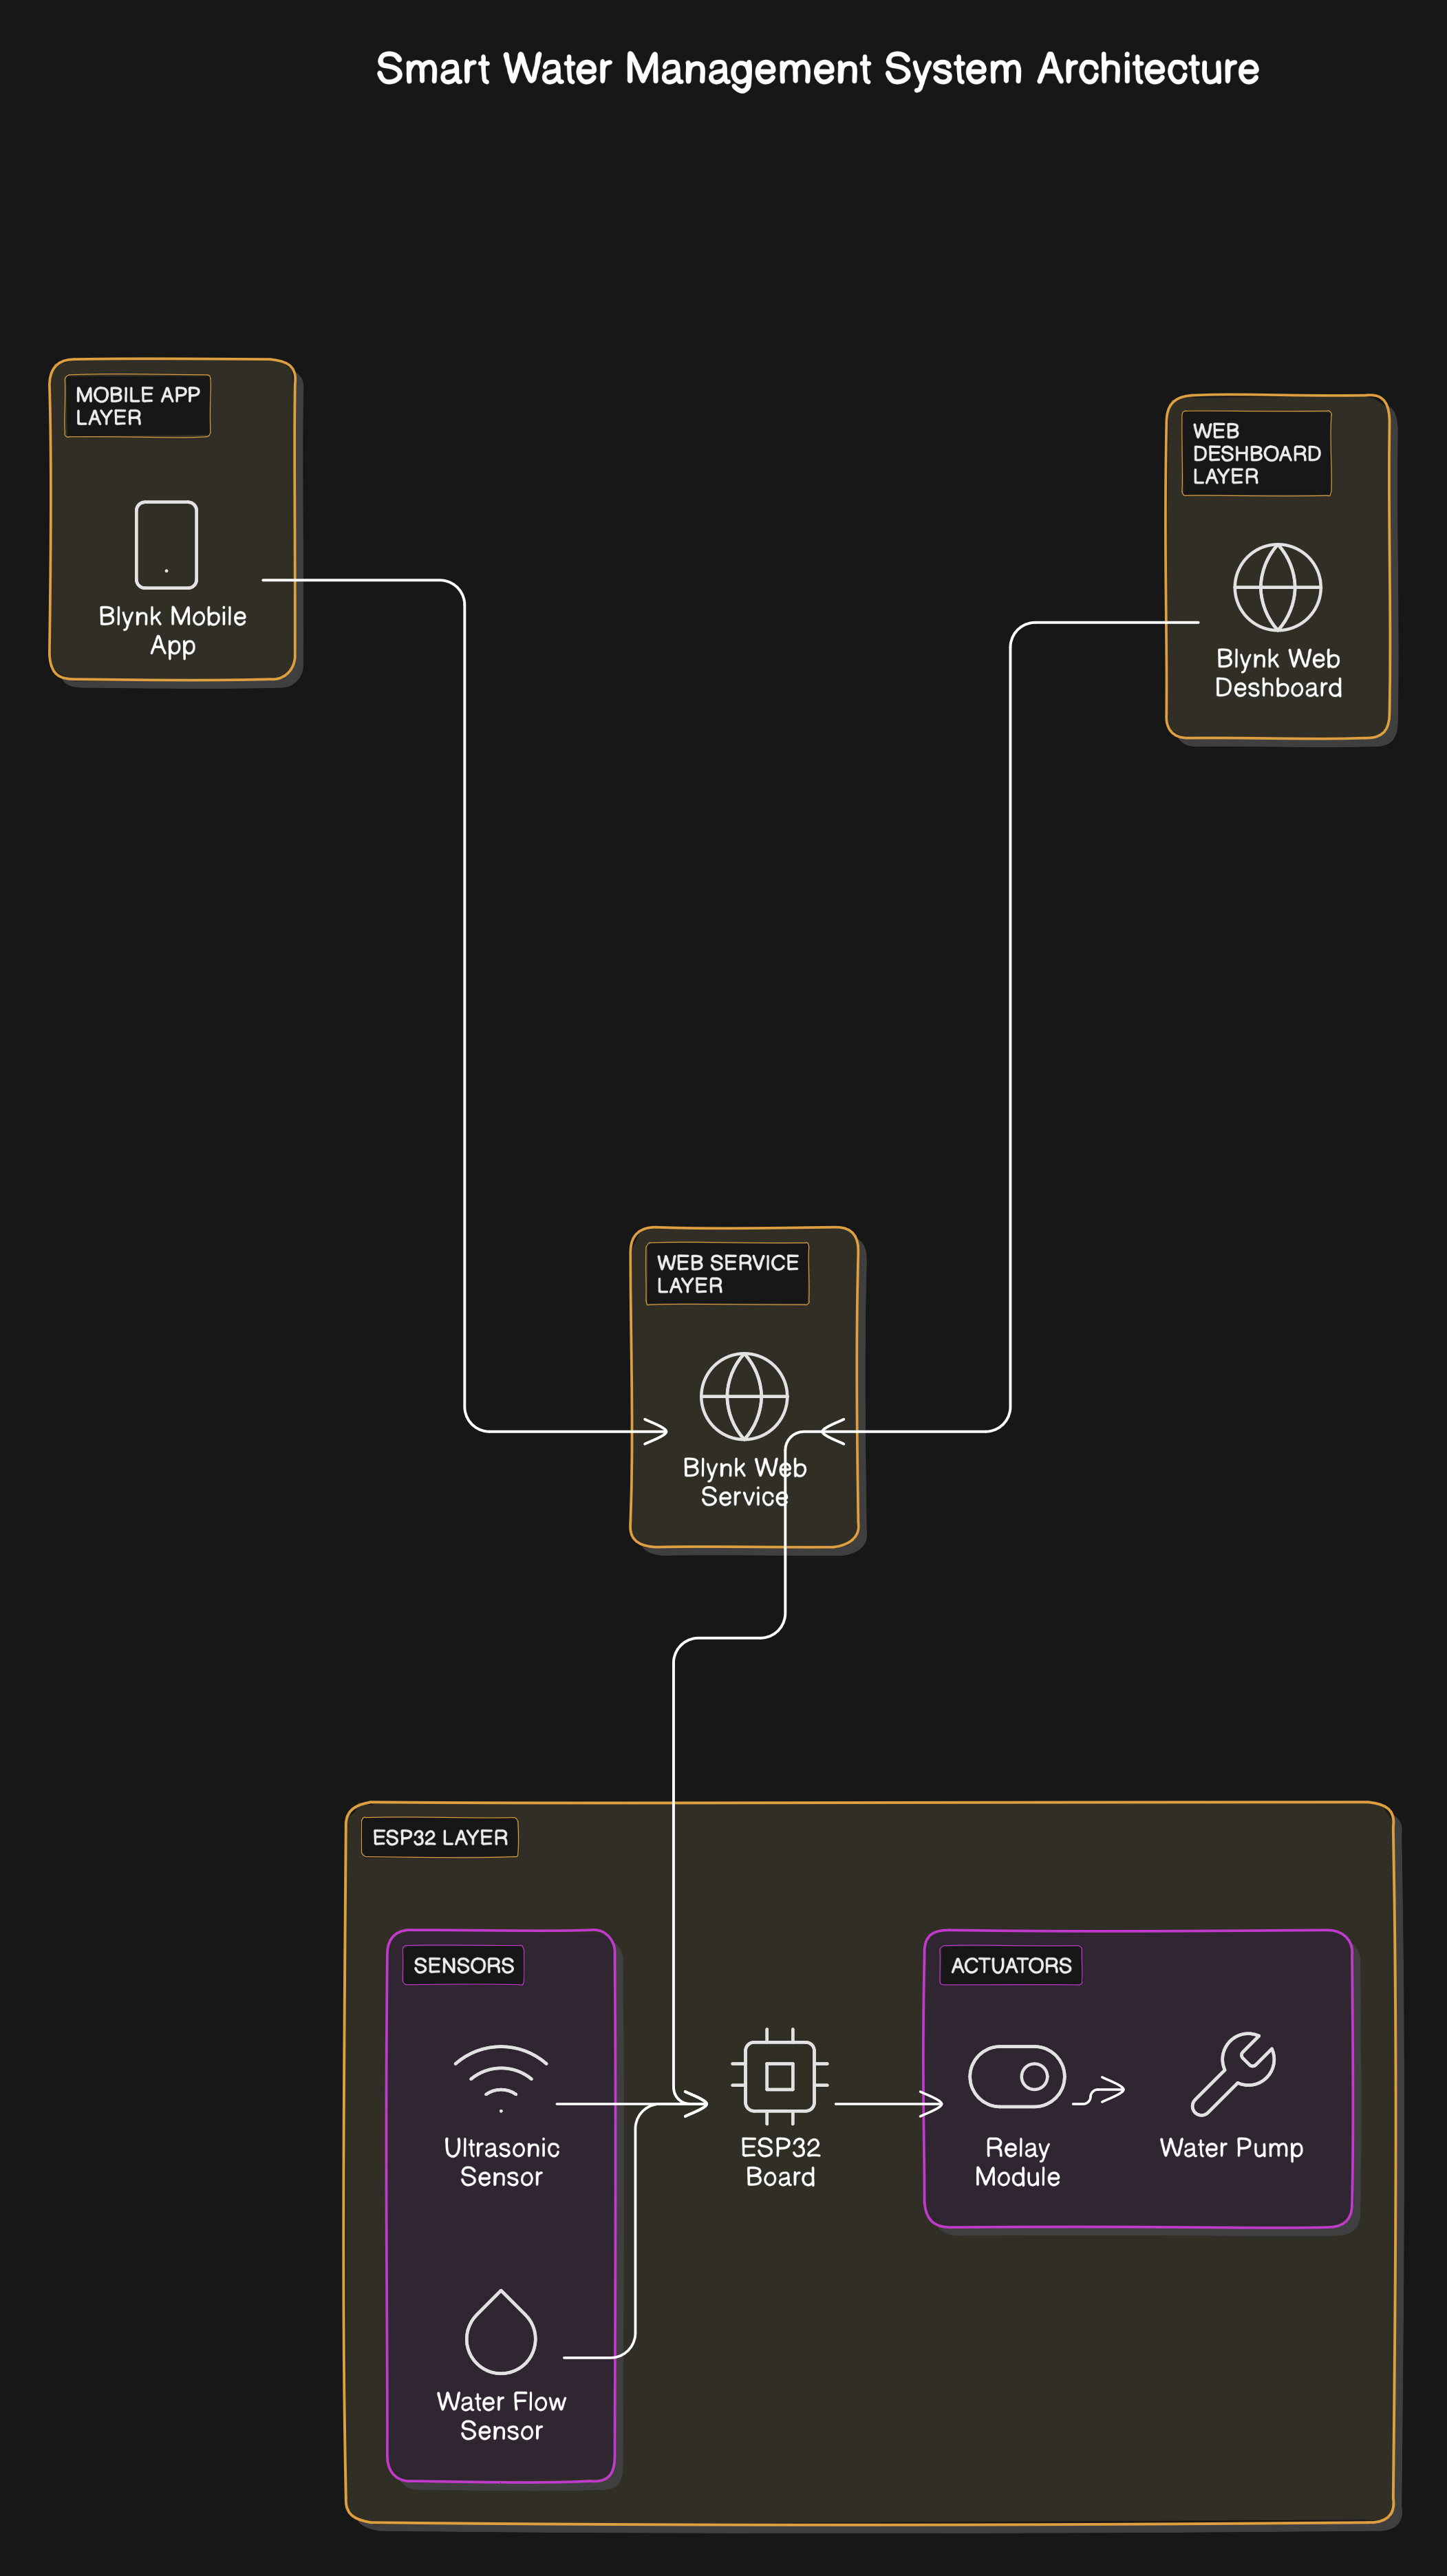 Smart Water Management System Architecture
MOBILE APP
LAYER
Blynk Mobile
App
WEB
DESHBOARD
LAYER
Blynk Web
Deshboard
WEB SERVICE
LAYER
Blynk Web
Service
ESP32 LAYER
SENSORS
Ultrasonic
Sensor
Water Flow
Sensor
ESP32
Board
ACTUATORS
Relay
Module
Water Pump